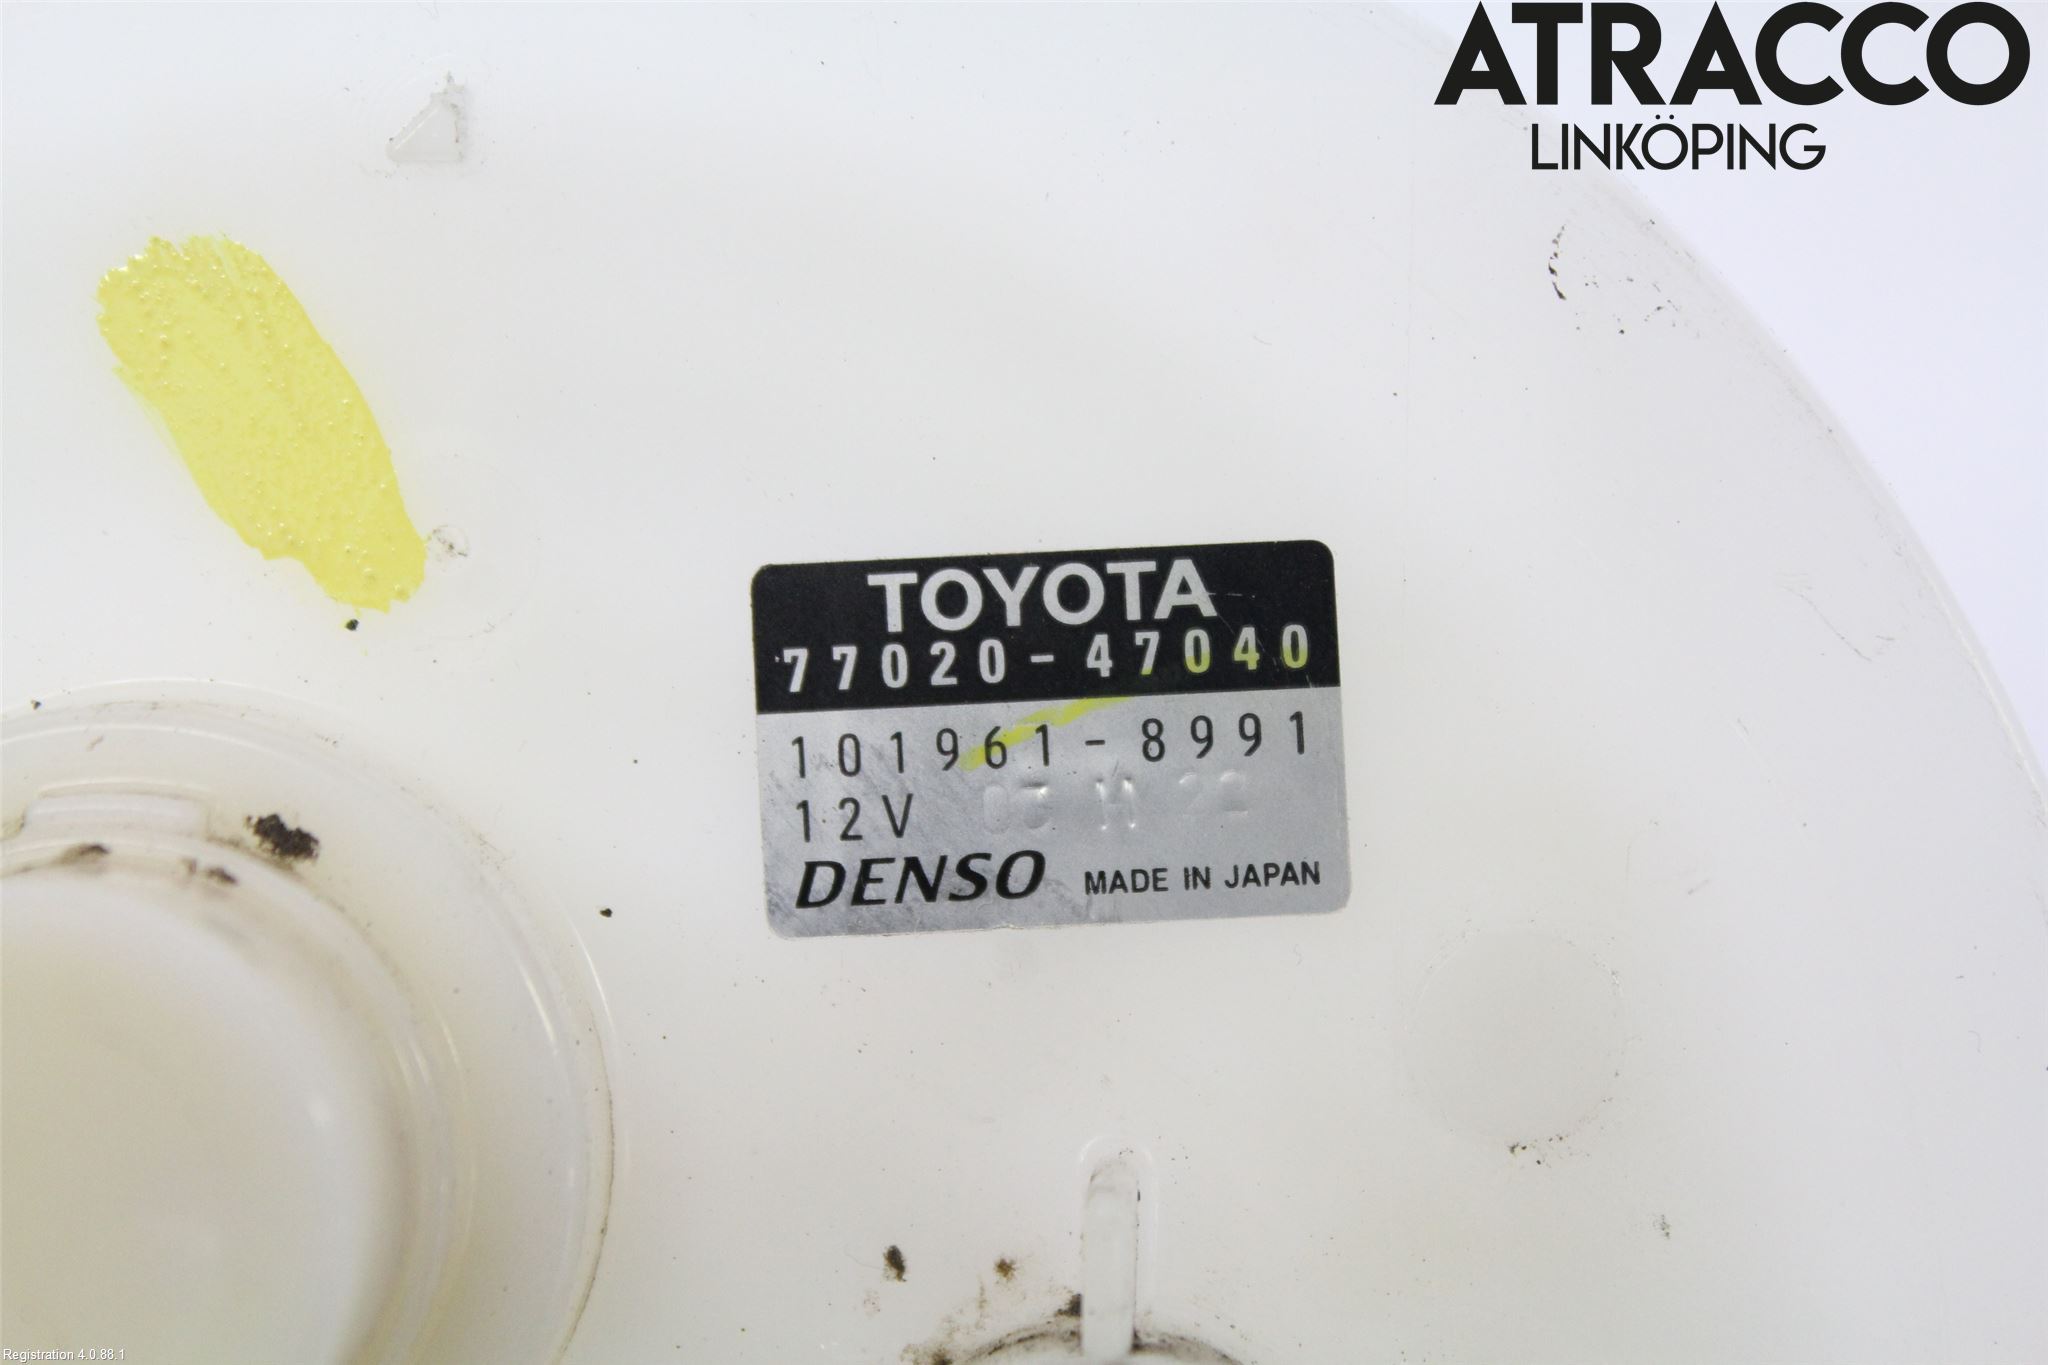 ATRACCO
LINKÖPING
TOYOTA
77020-47040
101961-8991
12V
DENSO MADE IN JAPAN
Registration 4.0.88.1